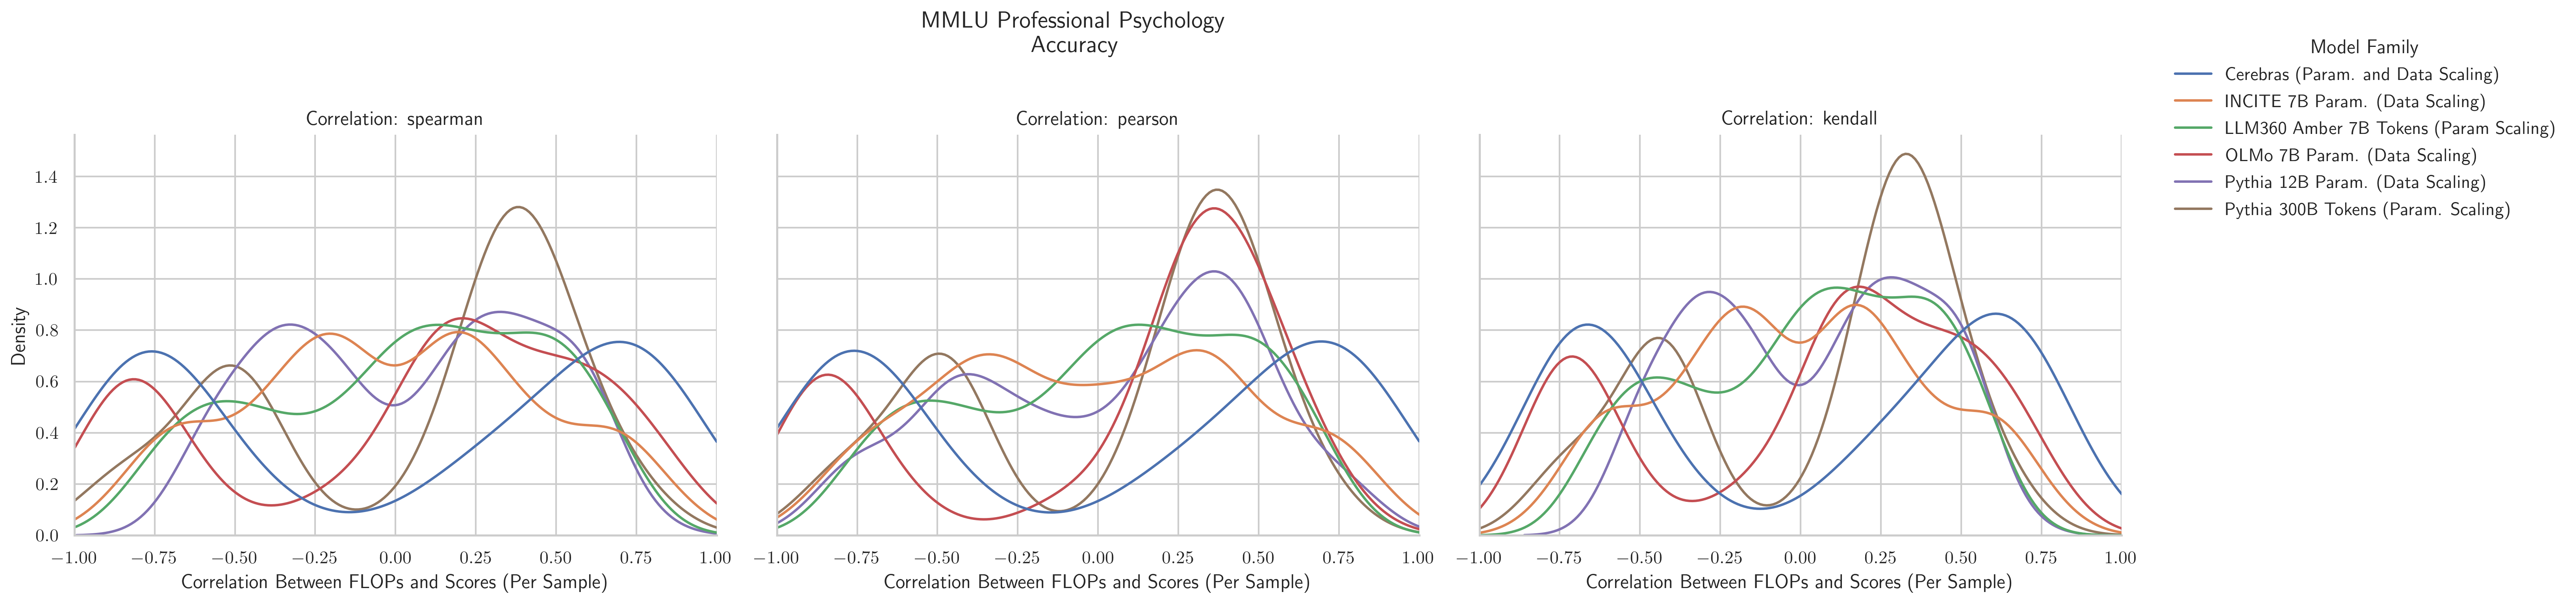 MMLU Professional Psychology
Accuracy
Model Family
Cerebras (Param. and Data Scaling)
INCITE 7B Param. (Data Scaling)
LLM360 Amber 7B Tokens (Param Scaling)
OLMo 7B Param. (Data Scaling)
Pythia 12B Param. (Data Scaling)
Pythia 300B Tokens (Param. Scaling)
Correlation: spearman
Correlation: pearson
Correlation: kendall
Density
1.4
1.2
1.0
0.8
0.6
0.4
0.2
0.0
−1.00 −0.75 −0.50 −0.25 0.00 0.25 0.50 0.75 1.00
−1.00 −0.75 −0.50 −0.25 0.00 0.25 0.50 0.75 1.00
−1.00 −0.75 −0.50 −0.25 0.00 0.25 0.50 0.75 1.00
Correlation Between FLOPs and Scores (Per Sample)
Correlation Between FLOPs and Scores (Per Sample)
Correlation Between FLOPs and Scores (Per Sample)